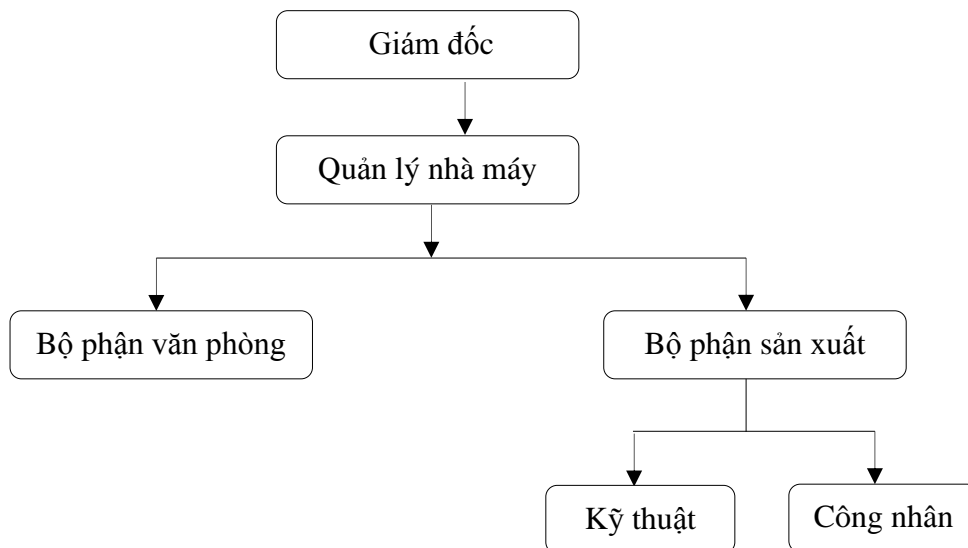 Giám đốc
Quản lý nhà máy
Bộ phận văn phòng
Bộ phận sản xuất
Kỹ thuật
Công nhân